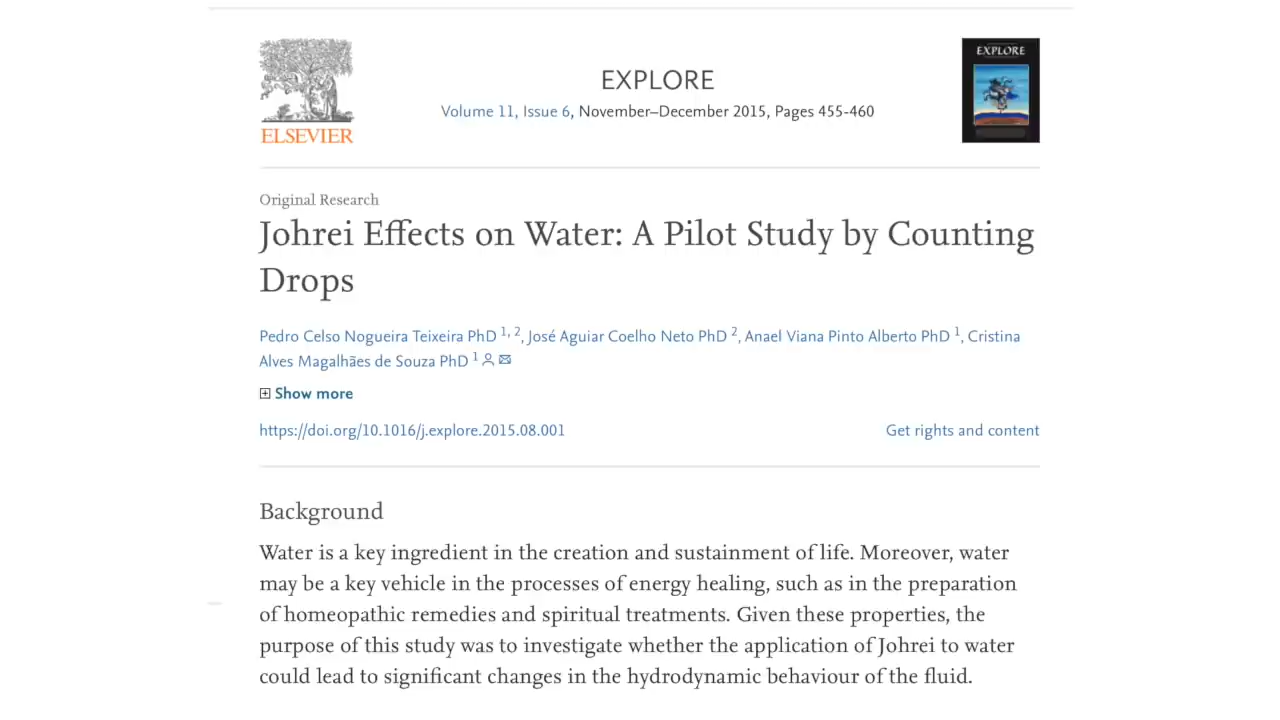 ELSEVIER
EXPLORE
Volume 11, Issue 6, November–December 2015, Pages 455-460
EXPLORE
Original Research
Johrei Effects on Water: A Pilot Study by Counting
Drops
Pedro Celso Nogueira Teixeira PhD 1, 2, José Aguiar Coelho Neto PhD 2, Anael Viana Pinto Alberto PhD 1, Cristina
Alves Magalhães de Souza PhD 1
Show more
https://doi.org/10.1016/j.explore.2015.08.001
Get rights and content
Background
Water is a key ingredient in the creation and sustainment of life. Moreover, water
may be a key vehicle in the processes of energy healing, such as in the preparation
of homeopathic remedies and spiritual treatments. Given these properties, the
purpose of this study was to investigate whether the application of Johrei to water
could lead to significant changes in the hydrodynamic behaviour of the fluid.